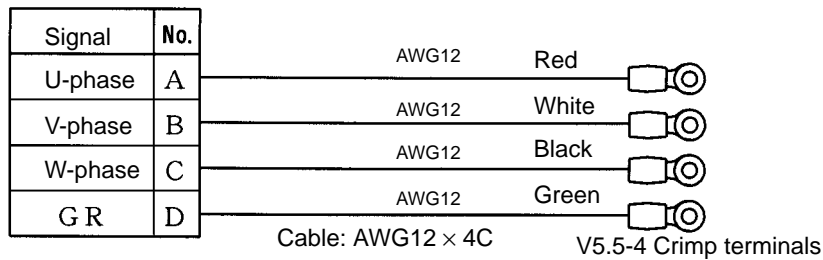 Signal No.
U-phase A AWG12 Red
V-phase B AWG12 White
W-phase C AWG12 Black
G R D AWG12 Green
Cable: AWG12 × 4C
V5.5-4 Crimp terminals